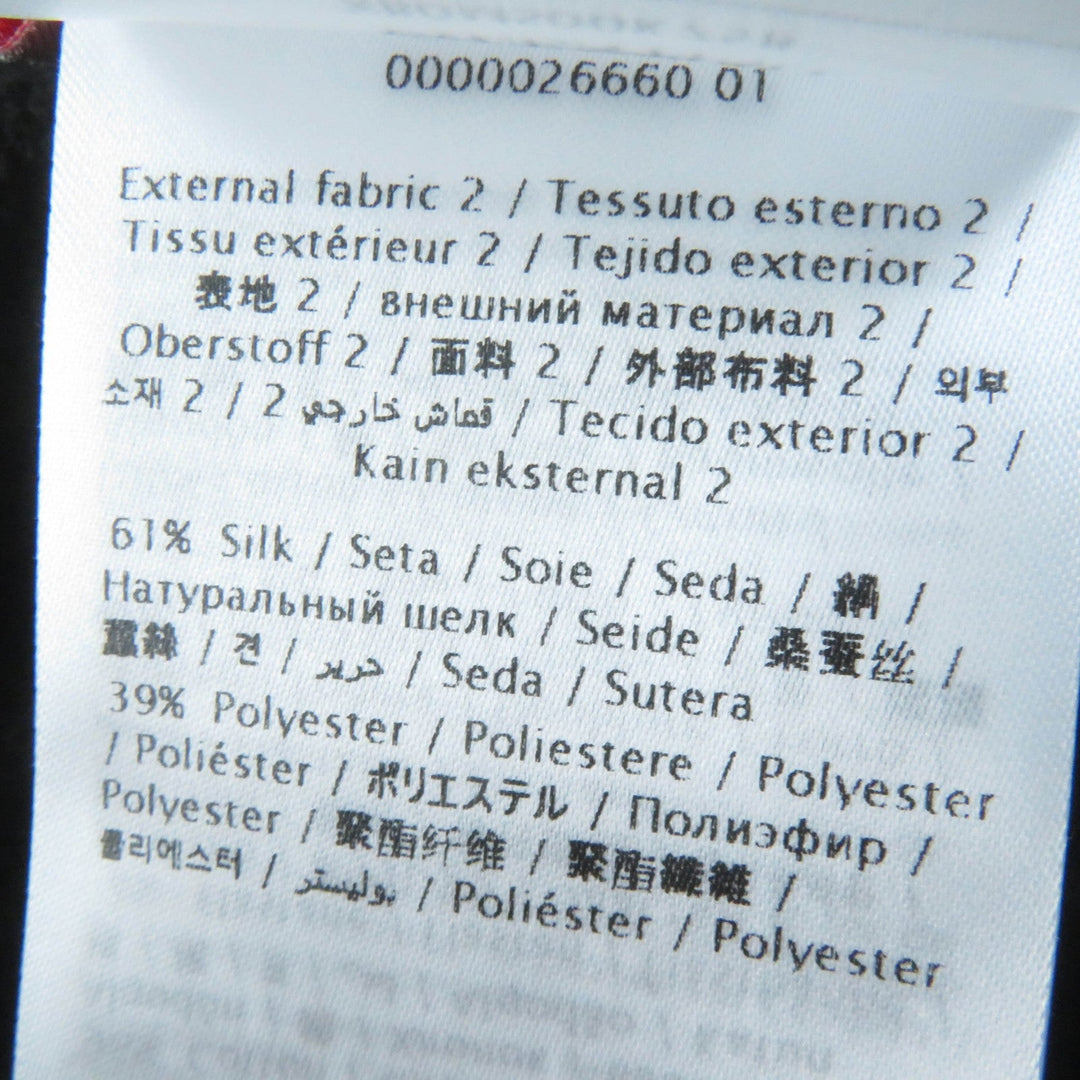 0000026660 01
External fabric 2 / Tessuto esterno 2 /
Tissu extérieur 2 / Tejido exterior 2 /
表地 2 / внешний материал 2 /
Oberstoff 2 / 面料 2 / 外部布料 2 / 외부
소재 2 / 2 قماش خارجي / Tecido exterior 2 /
Kain eksternal 2
61% Silk / Seta / Soie / Seda / 絹 /
Натуральный шелк / Seide / 桑蚕丝 /
蠶絲 / 견 / حرير / Seda / Sutera
39% Polyester / Poliestere / Polyester
/ Poliéster / ポリエステル / Полиэфир /
Polyester / 聚酯纤维 / 聚酯纖維 /
폴리에스터 / بوليستر / Poliéster / Polyester